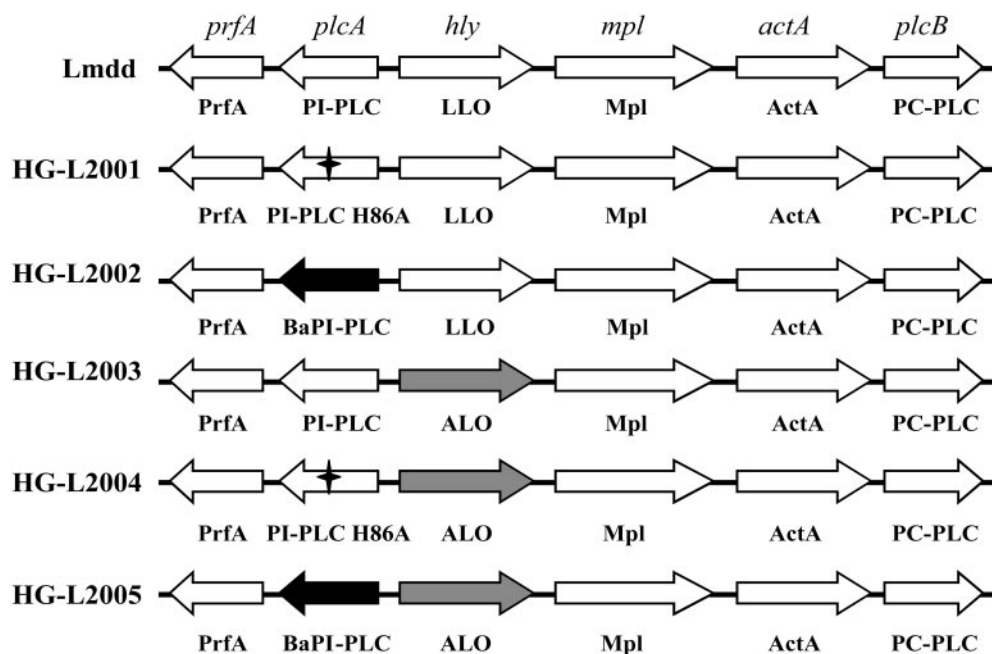 prfA plcA hly mpl actA plcB
Lmdd
PrfA PI-PLC LLO Mpl ActA PC-PLC
HG-L2001
PrfA PI-PLC H86A LLO Mpl ActA PC-PLC
HG-L2002
PrfA BaPI-PLC LLO Mpl ActA PC-PLC
HG-L2003
PrfA PI-PLC ALO Mpl ActA PC-PLC
HG-L2004
PrfA PI-PLC H86A ALO Mpl ActA PC-PLC
HG-L2005
PrfA BaPI-PLC ALO Mpl ActA PC-PLC